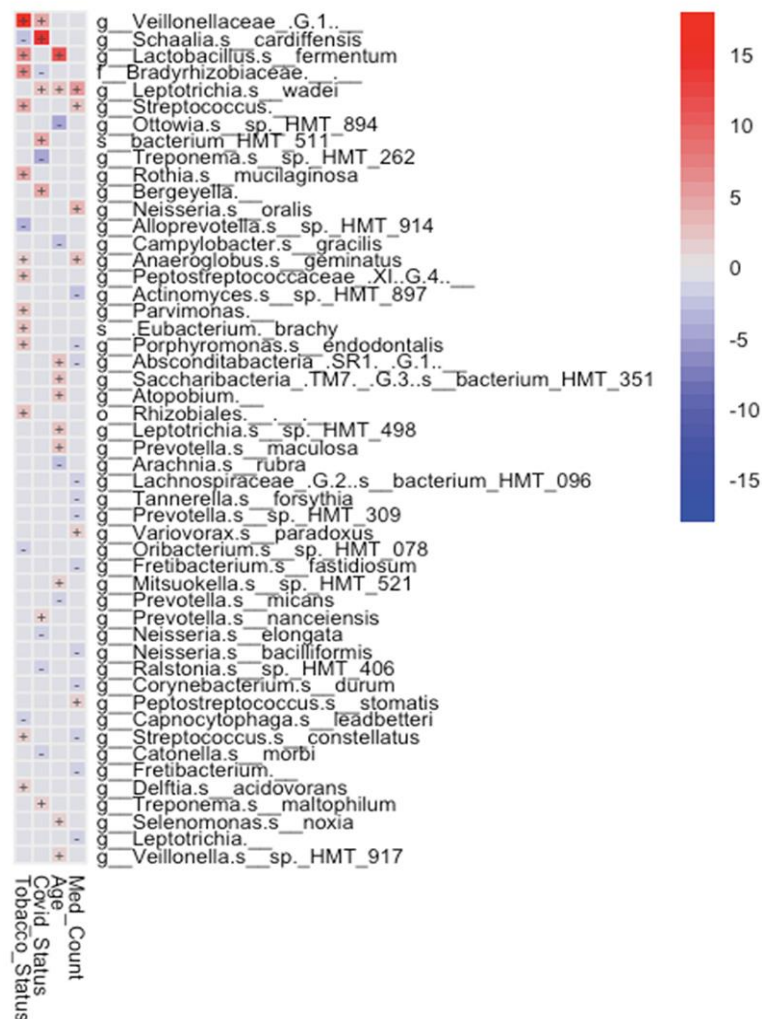 g__Veillonellaceae_.G.1..__
g__Schaalia.s__cardiffensis
g__Lactobacillus.s__fermentum
f__Bradyrhizobiaceae.__.__
g__Leptotrichia.s__wadei
g__Streptococcus.__
g__Ottowia.s__sp._HMT_894
s__bacterium_HMT_511
g__Treponema.s__sp._HMT_262
g__Rothia.s__mucilaginosa
g__Bergeyella.__
g__Neisseria.s__oralis
g__Alloprevotella.s__sp._HMT_914
g__Campylobacter.s__gracilis
g__Anaeroglobus.s__geminatus
g__Peptostreptococcaceae_.XI..G.4..__
g__Actinomyces.s__sp._HMT_897
g__Parvimonas.__
s__.Eubacterium._brachy
g__Porphyromonas.s__endodontalis
g__Absconditabacteria_.SR1._.G.1..__
g__Saccharibacteria_.TM7._.G.3..s__bacterium_HMT_351
g__Atopobium.__
o__Rhizobiales.__.__.__
g__Leptotrichia.s__sp._HMT_498
g__Prevotella.s__maculosa
g__Arachnia.s__rubra
g__Lachnospiraceae_.G.2..s__bacterium_HMT_096
g__Tannerella.s__forsythia
g__Prevotella.s__sp._HMT_309
g__Variovorax.s__paradoxus
g__Oribacterium.s__sp._HMT_078
g__Fretibacterium.s__fastidiosum
g__Mitsuokella.s__sp._HMT_521
g__Prevotella.s__micans
g__Prevotella.s__nanceiensis
g__Neisseria.s__elongata
g__Neisseria.s__bacilliformis
g__Ralstonia.s__sp._HMT_406
g__Corynebacterium.s__durum
g__Peptostreptococcus.s__stomatis
g__Capnocytophaga.s__leadbetteri
g__Streptococcus.s__constellatus
g__Catonella.s__morbi
g__Fretibacterium.__
g__Delftia.s__acidovorans
g__Treponema.s__maltophilum
g__Selenomonas.s__noxia
g__Leptotrichia.__
g__Veillonella.s__sp._HMT_917
Tobacco_Status
Covid_Status
Age
Med_Count
15
10
5
0
-5
-10
-15